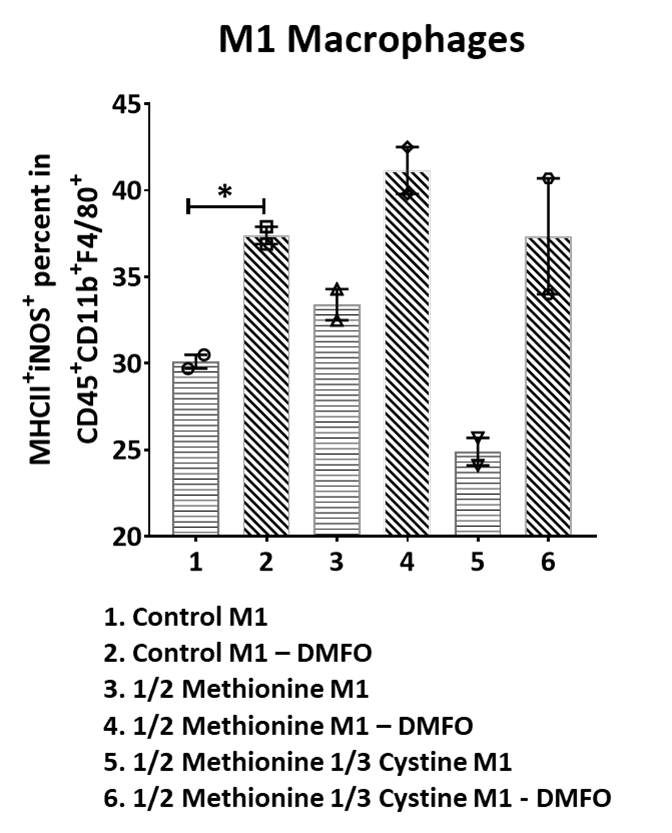 M1 Macrophages
MHCII⁺iNOS⁺ percent in
CD45⁺CD11b⁺F4/80⁺
45
40
35
30
25
20
*
1 2 3 4 5 6
1. Control M1
2. Control M1 – DMFO
3. 1/2 Methionine M1
4. 1/2 Methionine M1 – DMFO
5. 1/2 Methionine 1/3 Cystine M1
6. 1/2 Methionine 1/3 Cystine M1 - DMFO